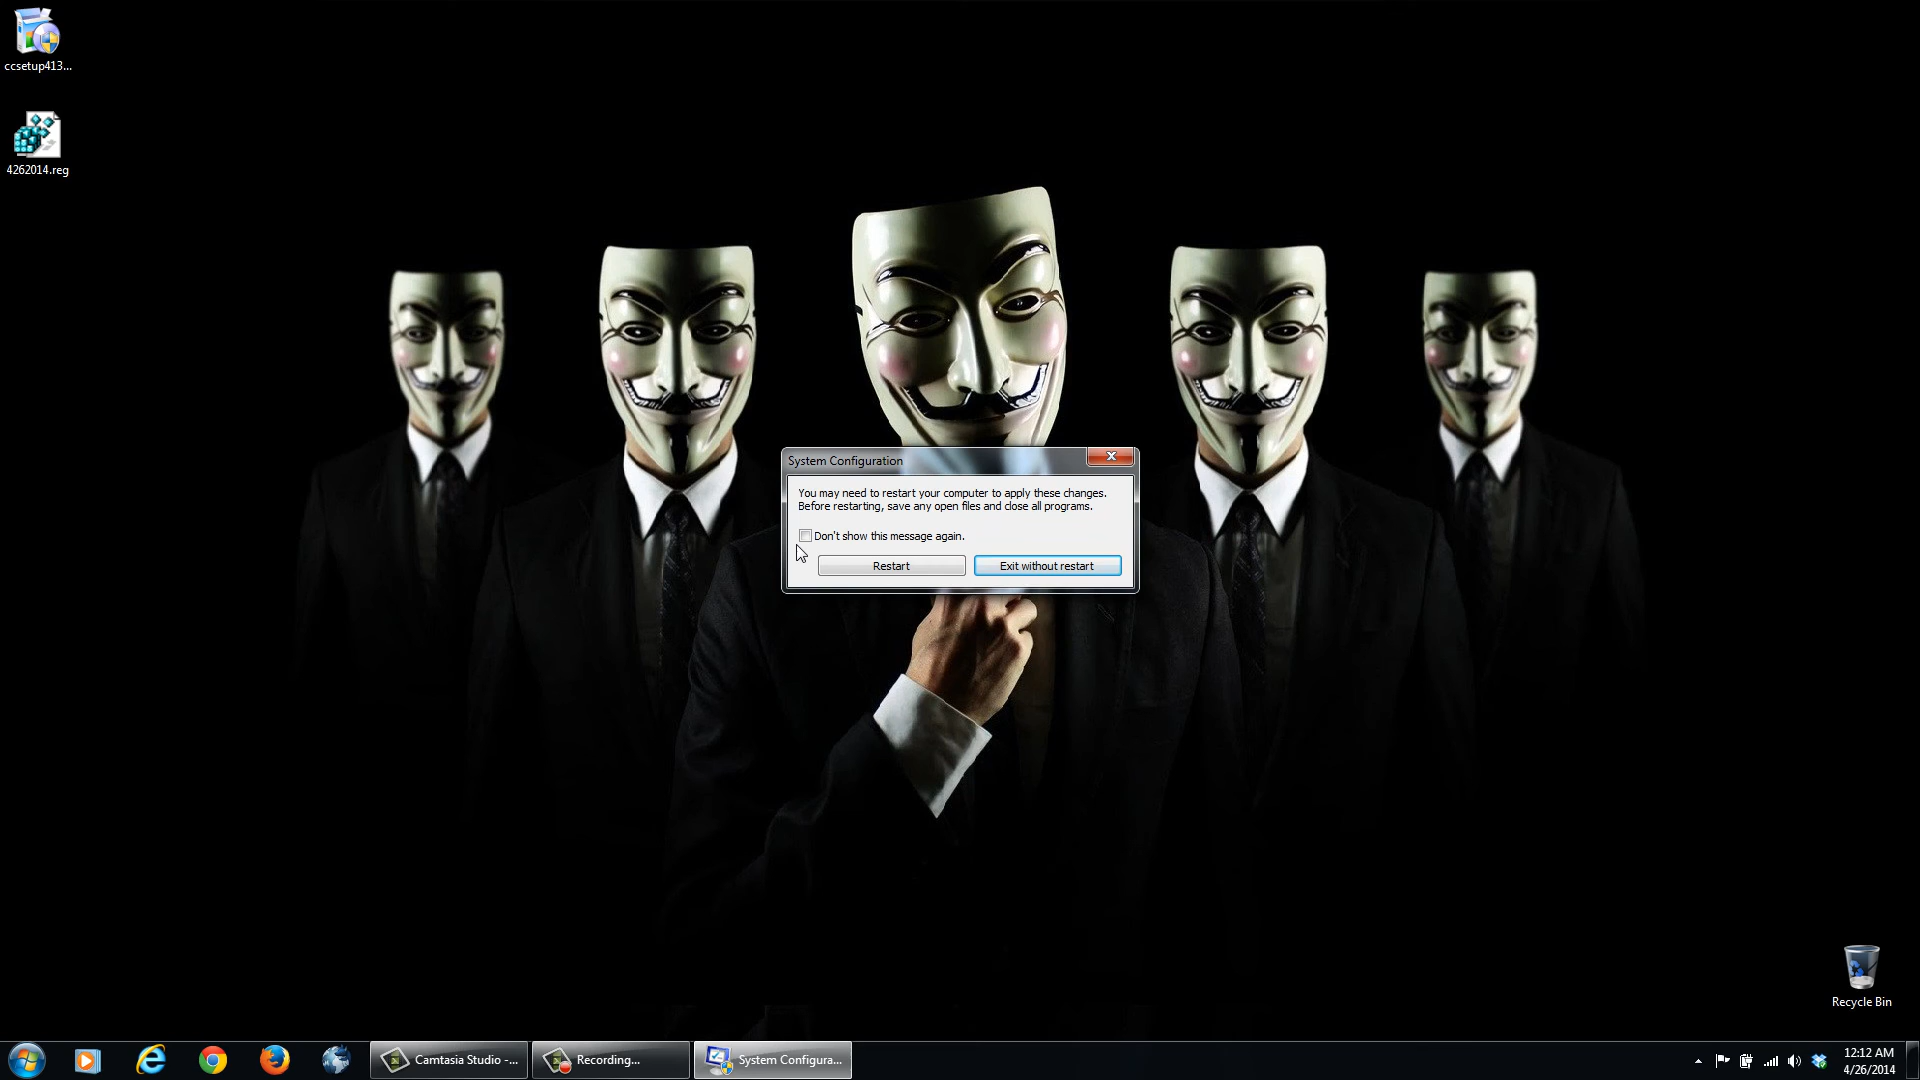 ccsetup413...
4262014.reg
System Configuration
You may need to restart your computer to apply these changes.
Before restarting, save any open files and close all programs.
Don't show this message again.
Restart
Exit without restart
Recycle Bin
Camtasia Studio -...
Recording...
System Configura...
12:12 AM
4/26/2014